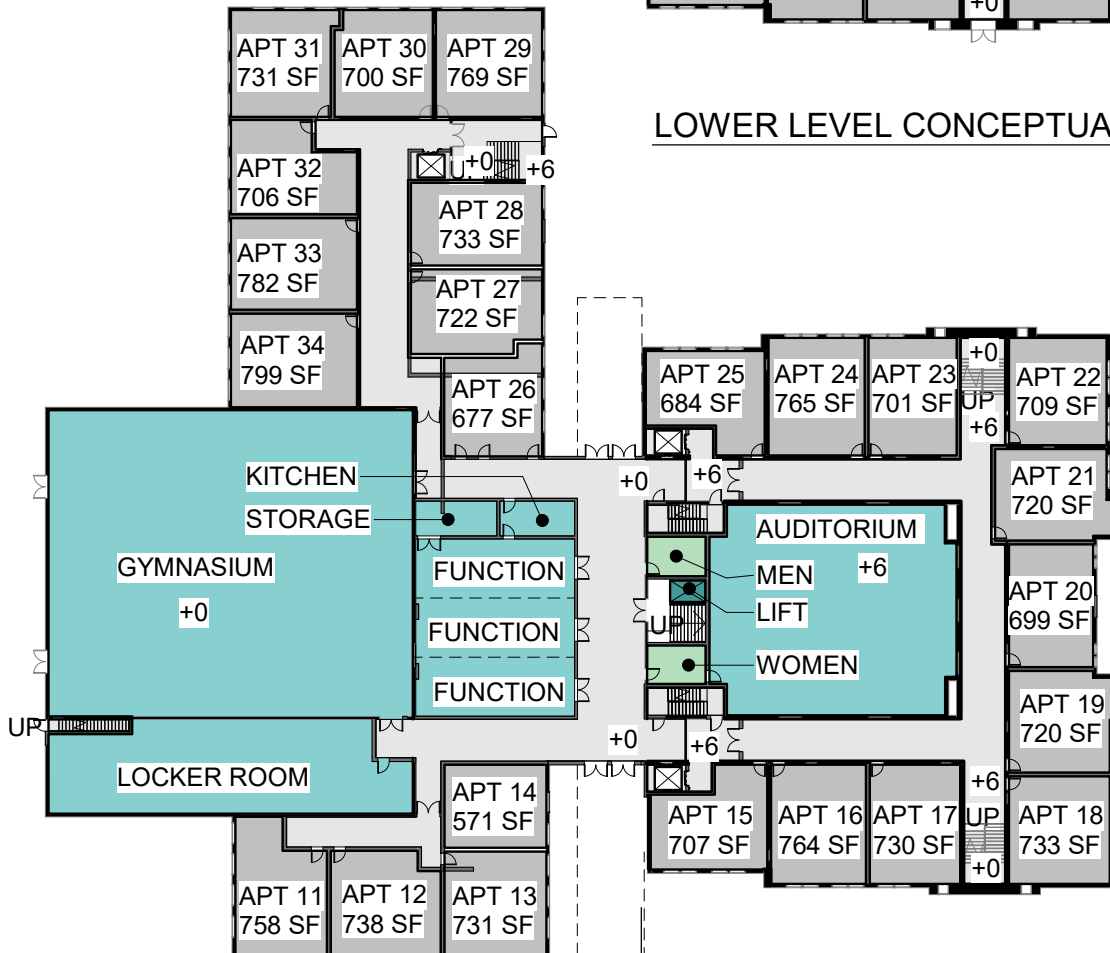 +0
LOWER LEVEL CONCEPTUA
APT 31
731 SF
APT 30
700 SF
APT 29
769 SF
+0
+6
APT 32
706 SF
APT 28
733 SF
APT 33
782 SF
APT 27
722 SF
APT 34
799 SF
APT 26
677 SF
APT 25
684 SF
APT 24
765 SF
APT 23
701 SF
+0
UP
+6
APT 22
709 SF
KITCHEN
STORAGE
+0
+6
APT 21
720 SF
AUDITORIUM
+6
GYMNASIUM
+0
FUNCTION
FUNCTION
FUNCTION
MEN
LIFT
UP
WOMEN
APT 20
699 SF
APT 19
720 SF
UP
LOCKER ROOM
+0
+6
APT 14
571 SF
APT 15
707 SF
APT 16
764 SF
APT 17
730 SF
+6
UP
+0
APT 18
733 SF
APT 11
758 SF
APT 12
738 SF
APT 13
731 SF